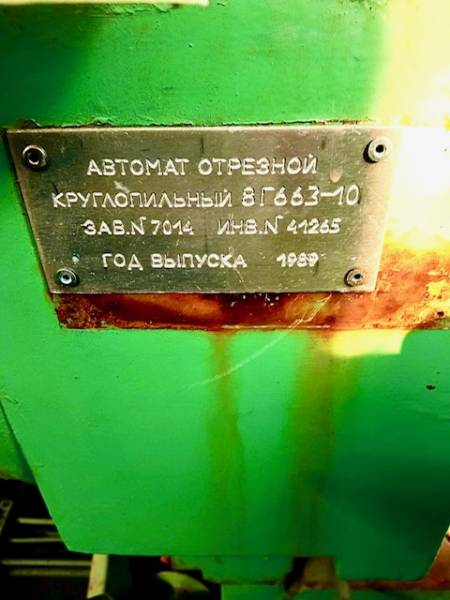 АВТОМАТ ОТРЕЗНОЙ
КРУГЛОПИЛЬНЫЙ 8Г663-10
ЗАВ.N 7014 ИНВ.N 41265
ГОД ВЫПУСКА 1989